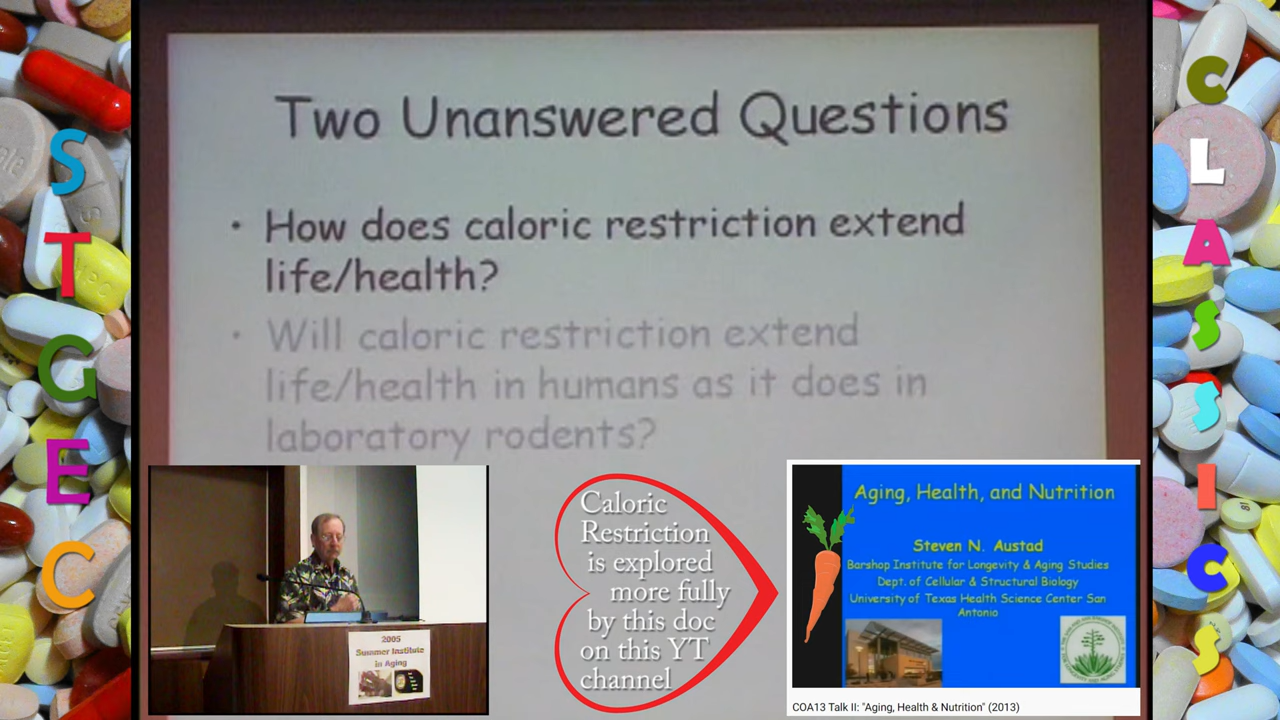 STGEC
CLASSICS
Two Unanswered Questions
• How does caloric restriction extend
life/health?
• Will caloric restriction extend
life/health in humans as it does in
laboratory rodents?
2005
Summer Institute
in Aging
Caloric
Restriction
is explored
more fully
by this doc
on this YT
channel
Aging, Health, and Nutrition
Steven N. Austad
Barshop Institute for Longevity & Aging Studies
Dept. of Cellular & Structural Biology
University of Texas Health Science Center San
Antonio
COA13 Talk II: "Aging, Health & Nutrition" (2013)